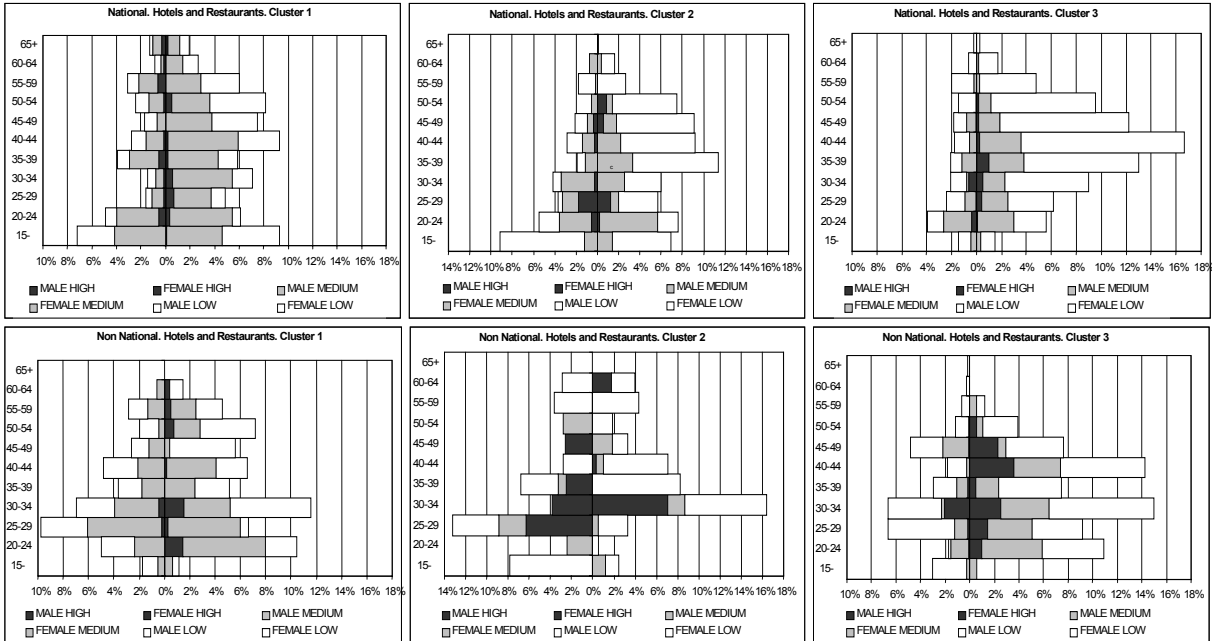 National. Hotels and Restaurants. Cluster 1
65+
60-64
55-59
50-54
45-49
40-44
35-39
30-34
25-29
20-24
15-
10% 8% 6% 4% 2% 0% 2% 4% 6% 8% 10% 12% 14% 16% 18%
MALE HIGH FEMALE HIGH MALE MEDIUM
FEMALE MEDIUM MALE LOW FEMALE LOW
National. Hotels and Restaurants. Cluster 2
65+
60-64
55-59
50-54
45-49
40-44
35-39
30-34
25-29
20-24
15-
c
14% 10% 8% 6% 4% 2% 0% 2% 4% 6% 8% 10% 12% 14% 18%
MALE HIGH FEMALE HIGH MALE MEDIUM
FEMALE MEDIUM MALE LOW FEMALE LOW
National. Hotels and Restaurants. Cluster 3
65+
60-64
55-59
50-54
45-49
40-44
35-39
30-34
25-29
20-24
15-
10% 8% 6% 4% 2% 0% 2% 4% 6% 8% 10% 12% 14% 16% 18%
MALE HIGH FEMALE HIGH MALE MEDIUM
FEMALE MEDIUM MALE LOW FEMALE LOW
Non National. Hotels and Restaurants. Cluster 1
65+
60-64
55-59
50-54
45-49
40-44
35-39
30-34
25-29
20-24
15-
10% 8% 6% 4% 2% 0% 2% 4% 6% 8% 10% 12% 14% 16% 18%
MALE HIGH FEMALE HIGH MALE MEDIUM
FEMALE MEDIUM MALE LOW FEMALE LOW
Non National. Hotels and Restaurants. Cluster 2
65+
60-64
55-59
50-54
45-49
40-44
35-39
30-34
25-29
20-24
15-
14% 10% 8% 6% 4% 2% 0% 2% 4% 6% 8% 10% 12% 14% 18%
MALE HIGH FEMALE HIGH MALE MEDIUM
FEMALE MEDIUM MALE LOW FEMALE LOW
Non National. Hotels and Restaurants. Cluster 3
65+
60-64
55-59
50-54
45-49
40-44
35-39
30-34
25-29
20-24
15-
10% 8% 6% 4% 2% 0% 2% 4% 6% 8% 10% 12% 14% 16% 18%
MALE HIGH FEMALE HIGH MALE MEDIUM
FEMALE MEDIUM MALE LOW FEMALE LOW